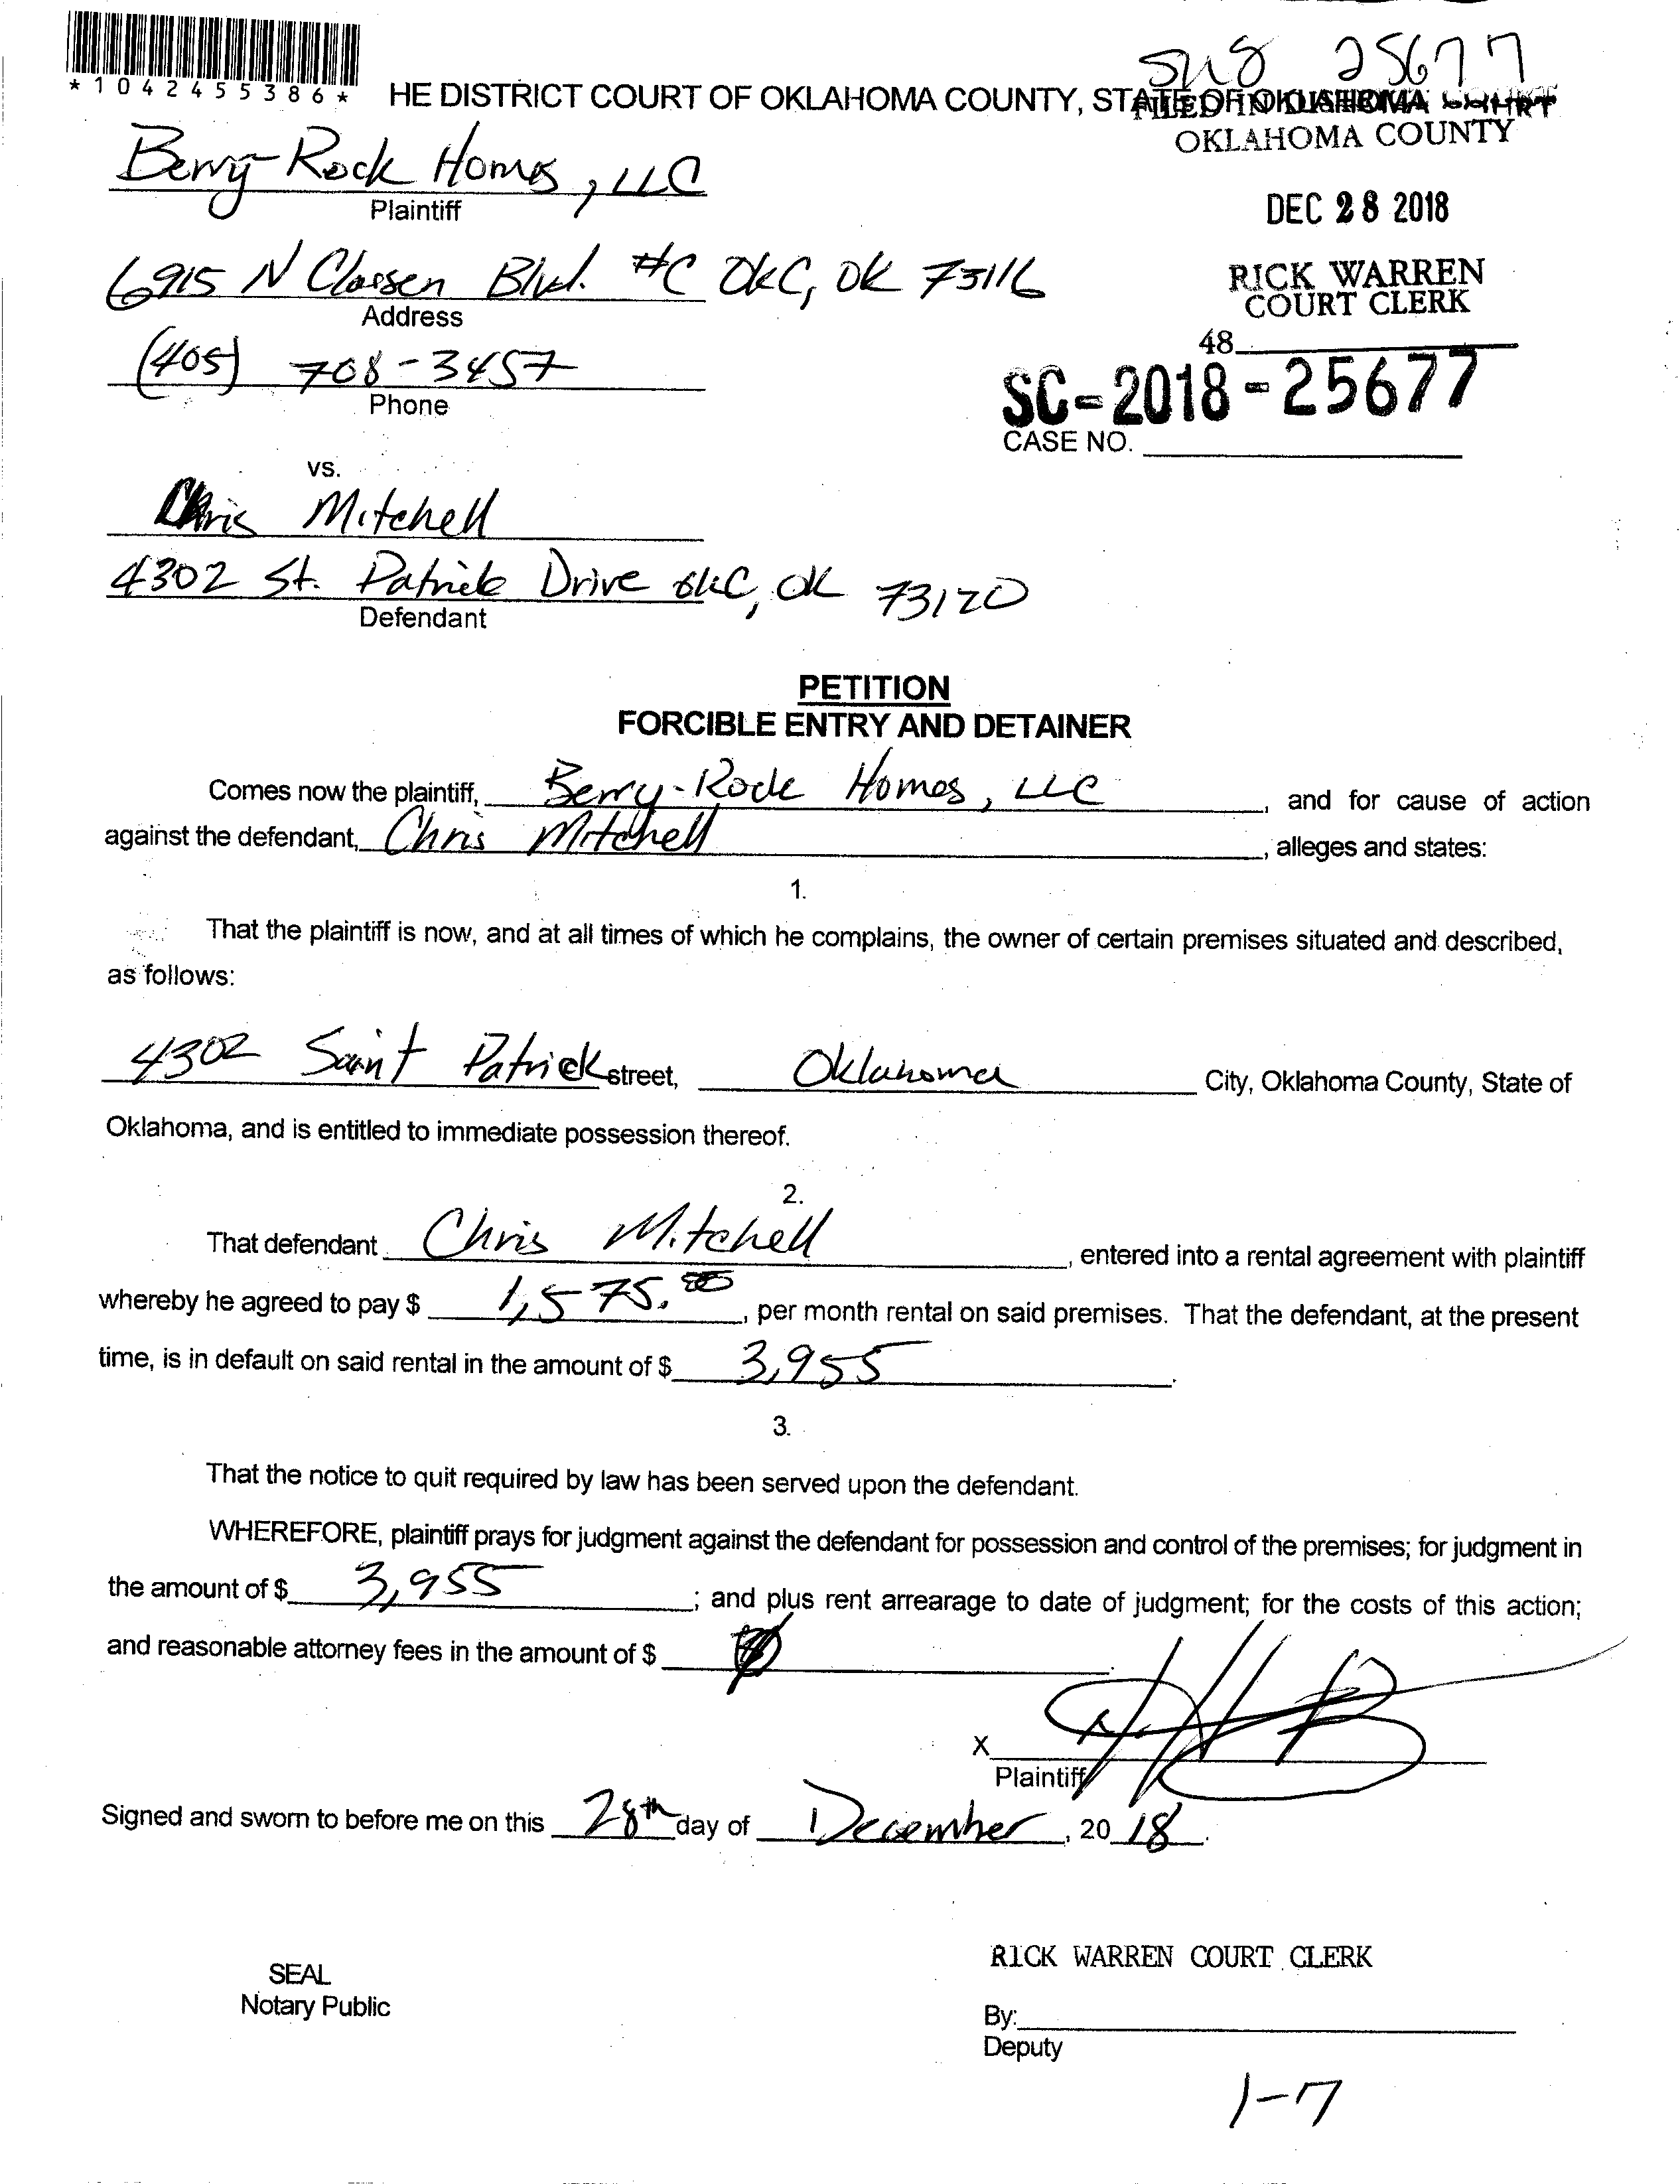 SC18 25677
*1042455386*
HE DISTRICT COURT OF OKLAHOMA COUNTY, STATE OF OKLAHOMA
FILED IN DISTRICT COURT
OKLAHOMA COUNTY
Berry-Rock Homes, LLC
Plaintiff
DEC 28 2018
6915 N Classen Blvd. #C OKC, OK 73116
Address
RICK WARREN
COURT CLERK
48
(405) 708-3457
Phone
SC-2018-25677
CASE NO.
vs.
Chris Mitchell
4302 St. Patrick Drive OKC, OK 73120
Defendant
PETITION
FORCIBLE ENTRY AND DETAINER
Comes now the plaintiff, Berry-Rock Homes, LLC, and for cause of action
against the defendant, Chris Mitchell, alleges and states:
1.
That the plaintiff is now, and at all times of which he complains, the owner of certain premises situated and described,
as follows:
4302 Saint Patrick street, Oklahoma City, Oklahoma County, State of
Oklahoma, and is entitled to immediate possession thereof.
2.
That defendant Chris Mitchell, entered into a rental agreement with plaintiff
whereby he agreed to pay $ 1,575.00, per month rental on said premises. That the defendant, at the present
time, is in default on said rental in the amount of $ 3,955.
3.
That the notice to quit required by law has been served upon the defendant.
WHEREFORE, plaintiff prays for judgment against the defendant for possession and control of the premises; for judgment in
the amount of $ 3,955; and plus rent arrearage to date of judgment; for the costs of this action;
and reasonable attorney fees in the amount of $
X
Plaintiff
Signed and sworn to before me on this 28th day of December, 2018.
RICK WARREN COURT CLERK
SEAL
Notary Public
By:
Deputy
1-7